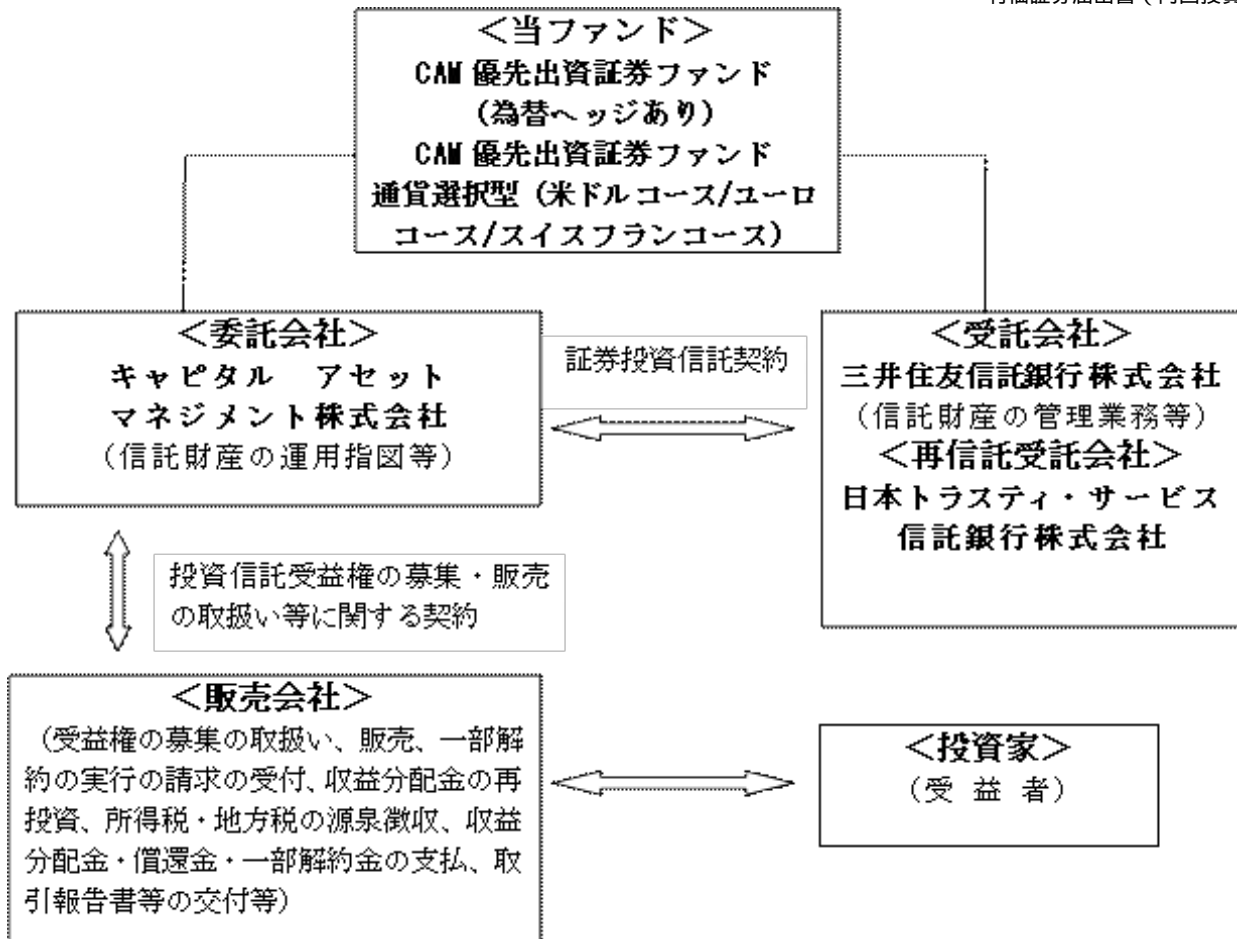 ＜当ファンド＞
CAM 優先出資証券ファンド
（為替ヘッジあり）
CAM 優先出資証券ファンド
通貨選択型（米ドルコース/ユーロ
コース/スイスフランコース）
＜委託会社＞
キャピタル　アセット
マネジメント株式会社
（信託財産の運用指図等）
証券投資信託契約
＜受託会社＞
三井住友信託銀行株式会社
（信託財産の管理業務等）
＜再信託受託会社＞
日本トラスティ・サービス
信託銀行株式会社
投資信託受益権の募集・販売
の取扱い等に関する契約
＜販売会社＞
（受益権の募集の取扱い、販売、一部解
約の実行の請求の受付、収益分配金の再
投資、所得税・地方税の源泉徴収、収益
分配金・償還金・一部解約金の支払、取
引報告書等の交付等）
＜投資家＞
（受 益 者）